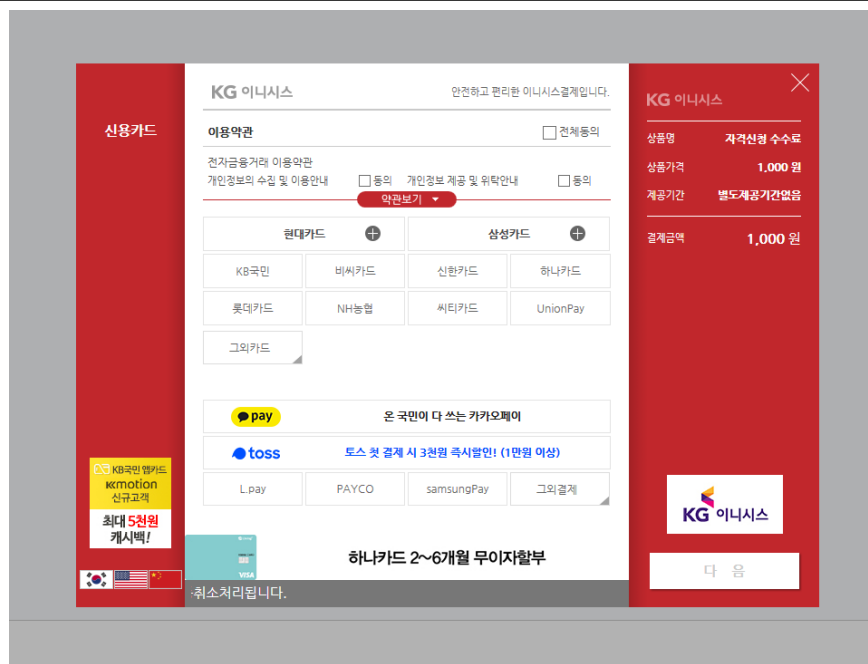 신용카드
KB국민 앱카드
K-motion
신규고객
최대 5천원
캐시백!
KG 이니시스
안전하고 편리한 이니시스결제입니다.
이용약관
전체동의
전자금융거래 이용약관
개인정보의 수집 및 이용안내
동의
개인정보 제공 및 위탁안내
동의
약관보기
현대카드
삼성카드
KB국민
비씨카드
신한카드
하나카드
롯데카드
NH농협
씨티카드
UnionPay
그외카드
pay
온 국민이 다 쓰는 카카오페이
toss
토스 첫 결제 시 3천원 즉시할인! (1만원 이상)
L.pay
PAYCO
samsungPay
그외결제
VISA
하나카드 2~6개월 무이자할부
취소처리됩니다.
KG 이니시스
상품명
자격신청 수수료
상품가격
1,000 원
제공기간
별도제공기간없음
결제금액
1,000 원
KG 이니시스
다 음